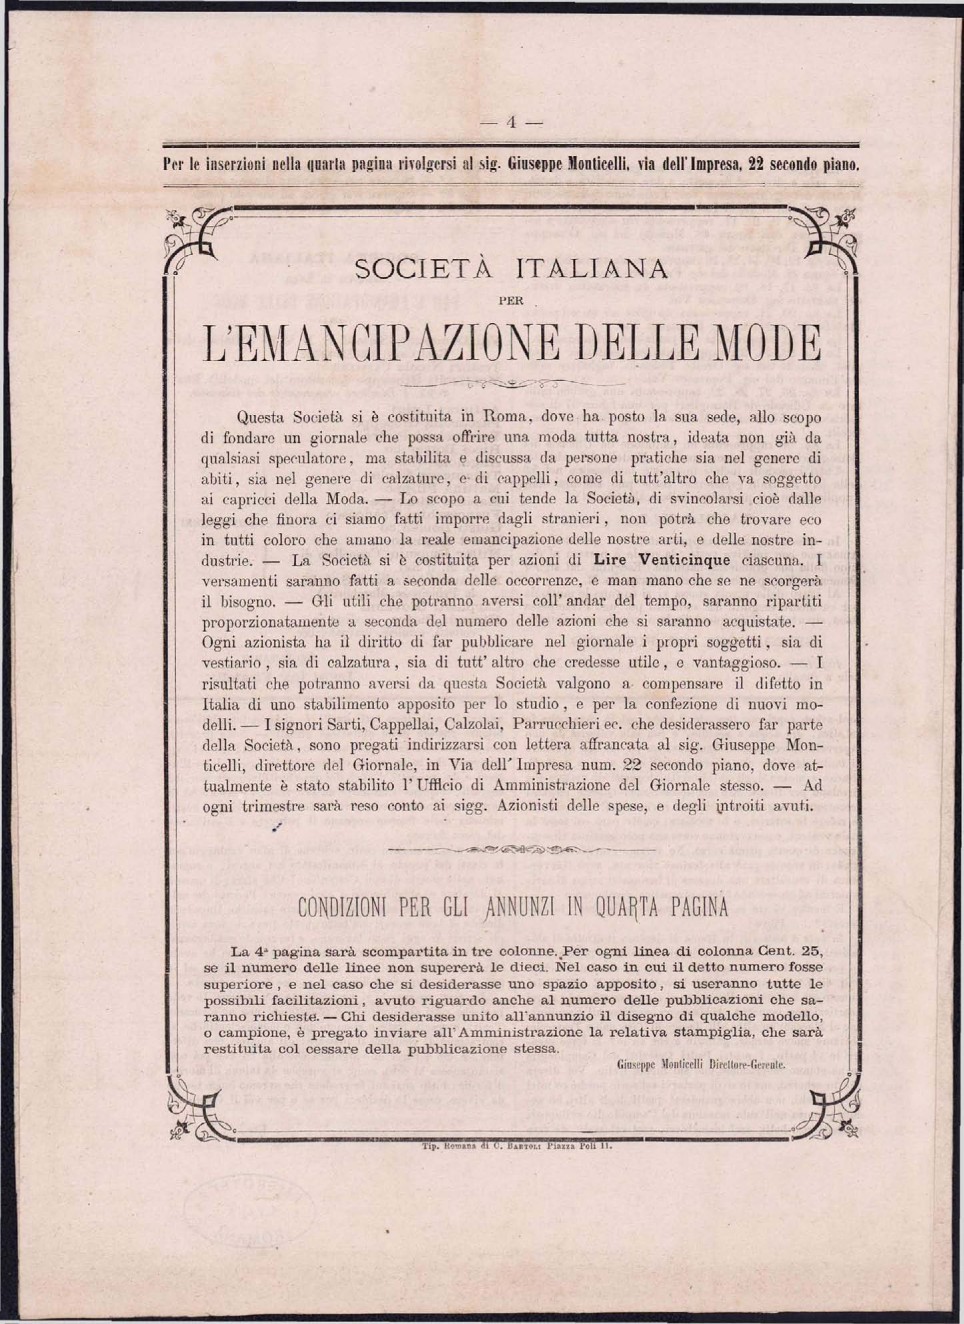 — 4 —
Per le inserzioni nella quarta pagina rivolgersi al sig. Giuseppe Monticelli, via dell'Impresa, 22 secondo piano.
SOCIETÀ ITALIANA
PER
L'EMANCIPAZIONE DELLE MODE
Questa Società si è costituita in Roma, dove ha posto la sua sede, allo scopo
di fondare un giornale che possa offrire una moda tutta nostra, ideata non già da
qualsiasi speculatore, ma stabilita e discussa da persone pratiche sia nel genere di
abiti, sia nel genere di calzature, e di cappelli, come di tutt'altro che va soggetto
ai capricci della Moda. — Lo scopo a cui tende la Società, di svincolarsi cioè dalle
leggi che finora ci siamo fatti imporre dagli stranieri, non potrà che trovare eco
in tutti coloro che amano la reale emancipazione delle nostre arti, e delle nostre in-
dustrie. — La Società si è costituita per azioni di Lire Venticinque ciascuna. I
versamenti saranno fatti a seconda delle occorrenze, e man mano che se ne scorgerà
il bisogno. — Gli utili che potranno aversi coll' andar del tempo, saranno ripartiti
proporzionatamente a seconda del numero delle azioni che si saranno acquistate. —
Ogni azionista ha il diritto di far pubblicare nel giornale i propri soggetti, sia di
vestiario, sia di calzatura, sia di tutt' altro che credesse utile, e vantaggioso. — I
risultati che potranno aversi da questa Società valgono a compensare il difetto in
Italia di uno stabilimento apposito per lo studio, e per la confezione di nuovi mo-
delli. — I signori Sarti, Cappellai, Calzolai, Parrucchieri ec. che desiderassero far parte
della Società, sono pregati indirizzarsi con lettera affrancata al sig. Giuseppe Mon-
ticelli, direttore del Giornale, in Via dell' Impresa num. 22 secondo piano, dove at-
tualmente è stato stabilito l' Ufficio di Amministrazione del Giornale stesso. — Ad
ogni trimestre sarà reso conto ai sigg. Azionisti delle spese, e degli introiti avuti.
CONDIZIONI PER GLI ANNUNZI IN QUARTA PAGINA
La 4ª pagina sarà scompartita in tre colonne. Per ogni linea di colonna Cent. 25,
se il numero delle linee non supererà le dieci. Nel caso in cui il detto numero fosse
superiore, e nel caso che si desiderasse uno spazio apposito, si useranno tutte le
possibili facilitazioni, avuto riguardo anche al numero delle pubblicazioni che sa-
ranno richieste. — Chi desiderasse unito all'annunzio il disegno di qualche modello,
o campione, è pregato inviare all'Amministrazione la relativa stampiglia, che sarà
restituita col cessare della pubblicazione stessa.
Giuseppe Monticelli Direttore-Gerente.
Tip. Romana di C. BARTOLI Piazza Poli 11.